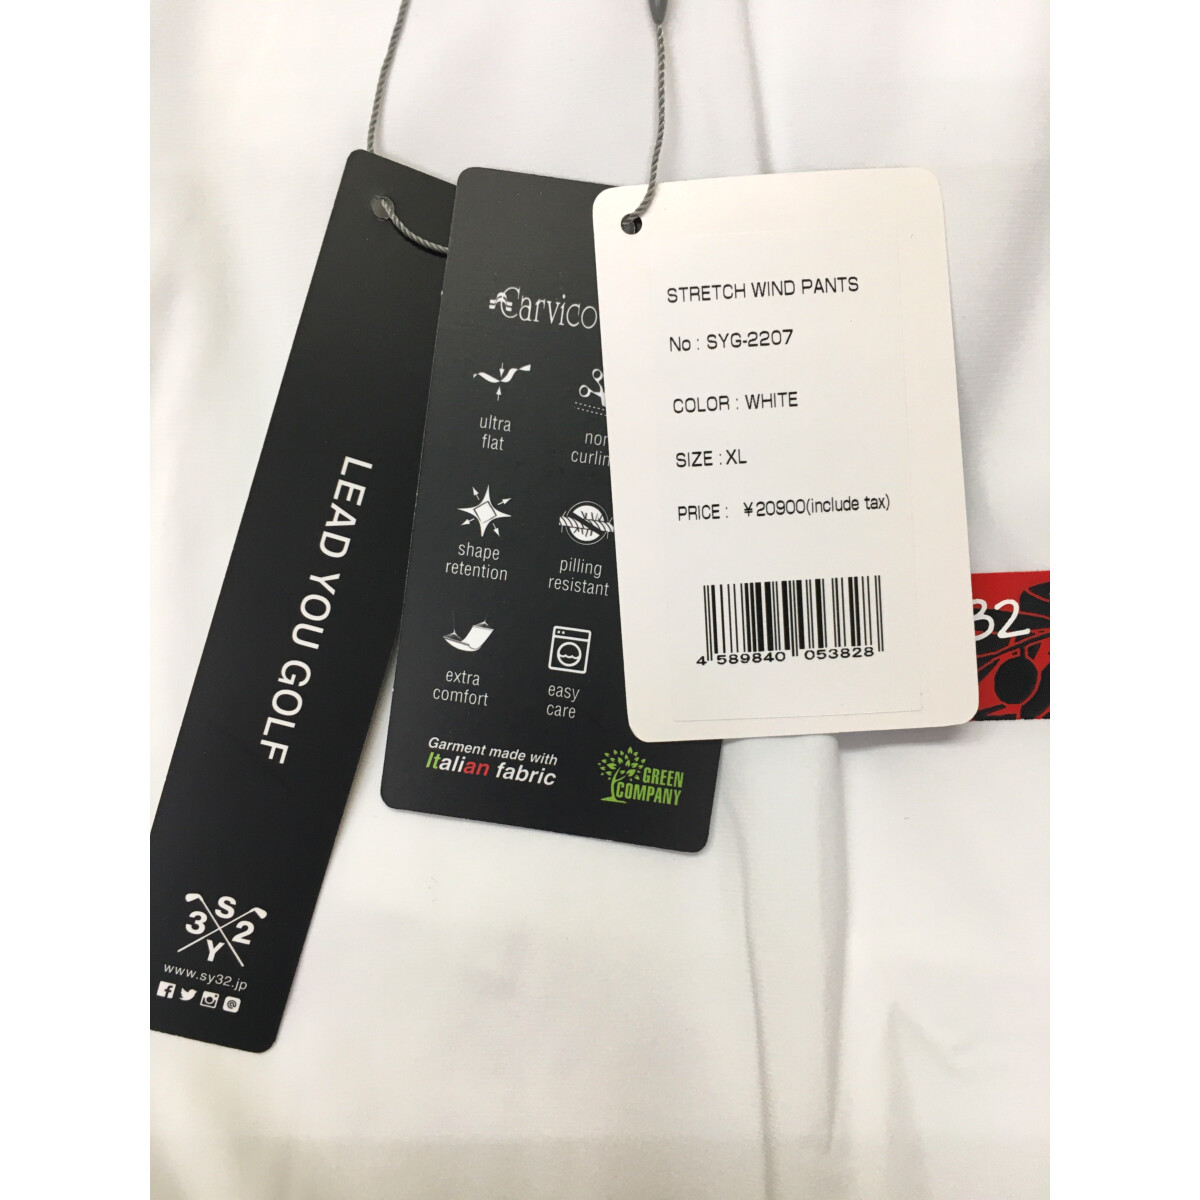 LEAD YOU GOLF
S
3 2
Y
www.sy32.jp
Carvico
ultra
flat
shape
retention
pilling
resistant
extra
comfort
easy
care
Garment made with
Italian fabric
GREEN
COMPANY
STRETCH WIND PANTS
No : SYG-2207
COLOR : WHITE
SIZE : XL
PRICE : ¥20900(include tax)
4 589840 053828
32